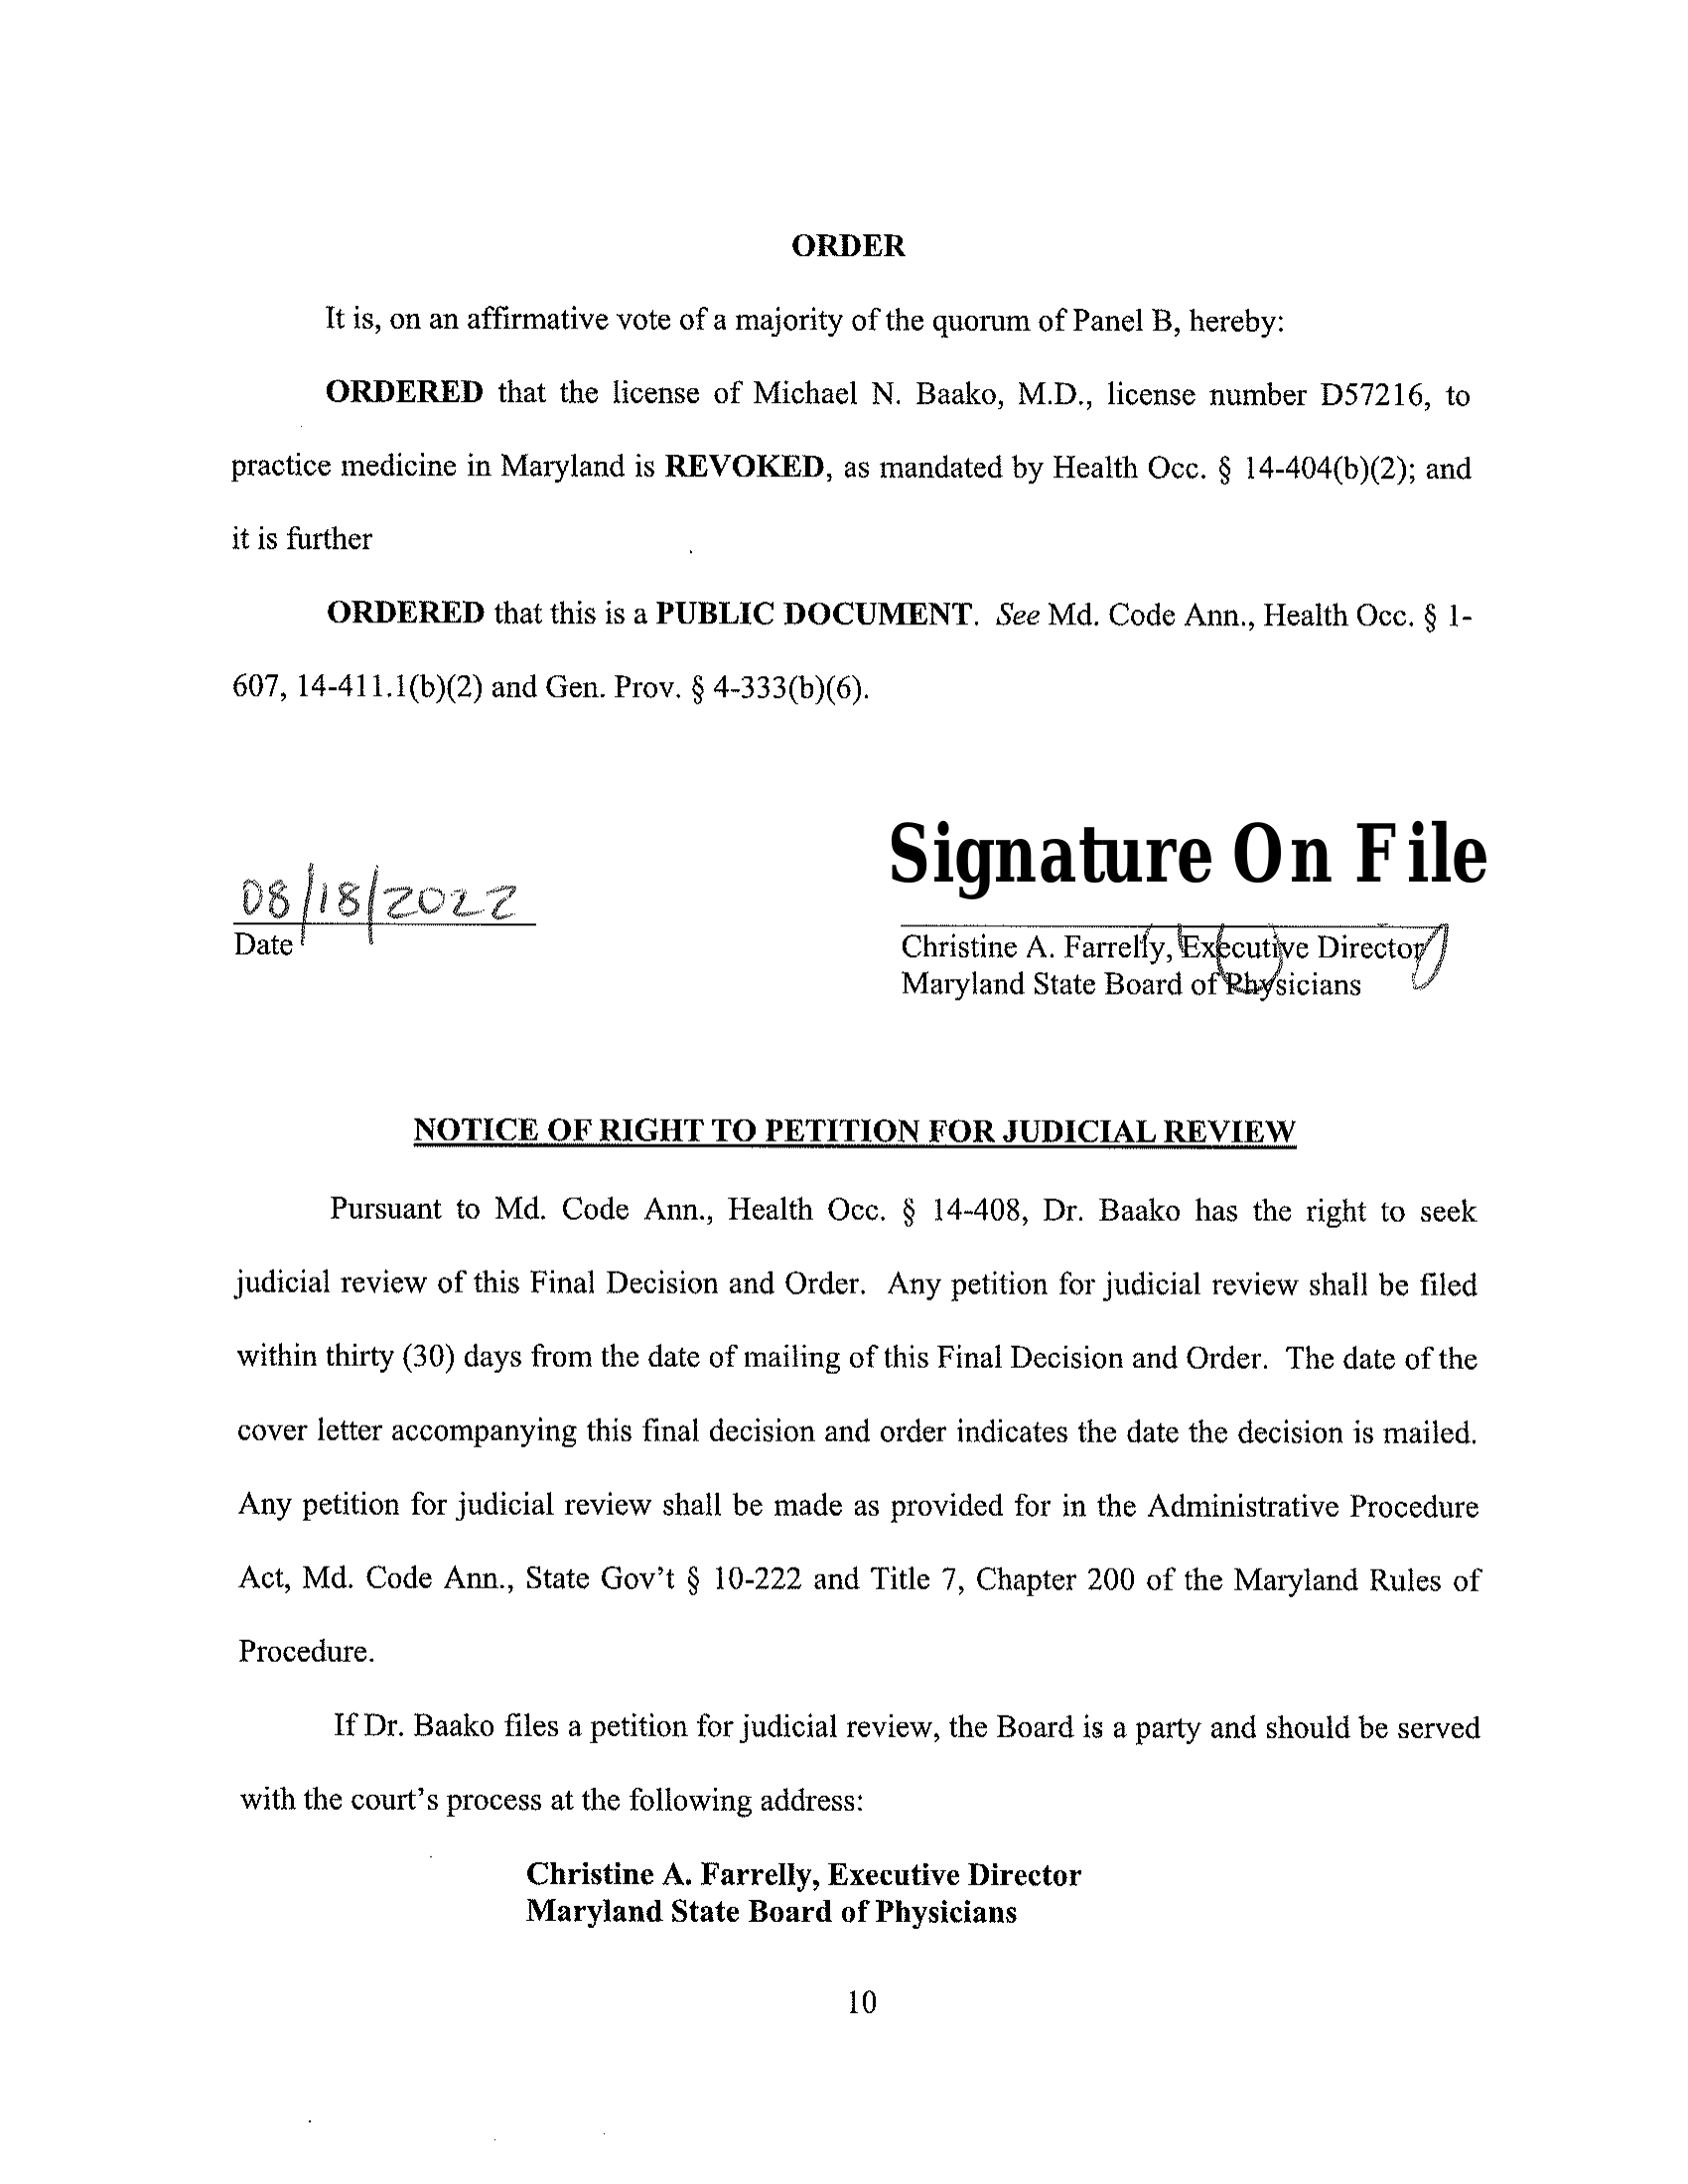 ORDER
It is, on an affirmative vote of a majority of the quorum of Panel B, hereby:
ORDERED that the license of Michael N. Baako, M.D., license number D57216, to
practice medicine in Maryland is REVOKED, as mandated by Health Occ. § 14-404(b)(2); and
it is further
ORDERED that this is a PUBLIC DOCUMENT. See Md. Code Ann., Health Occ. § 1-
607, 14-411.1(b)(2) and Gen. Prov. § 4-333(b)(6).
Signature On File
08/18/2022
Date
Christine A. Farrelly, Executive Director
Maryland State Board of Physicians
NOTICE OF RIGHT TO PETITION FOR JUDICIAL REVIEW
Pursuant to Md. Code Ann., Health Occ. § 14-408, Dr. Baako has the right to seek
judicial review of this Final Decision and Order. Any petition for judicial review shall be filed
within thirty (30) days from the date of mailing of this Final Decision and Order. The date of the
cover letter accompanying this final decision and order indicates the date the decision is mailed.
Any petition for judicial review shall be made as provided for in the Administrative Procedure
Act, Md. Code Ann., State Gov't § 10-222 and Title 7, Chapter 200 of the Maryland Rules of
Procedure.
If Dr. Baako files a petition for judicial review, the Board is a party and should be served
with the court's process at the following address:
Christine A. Farrelly, Executive Director
Maryland State Board of Physicians
10